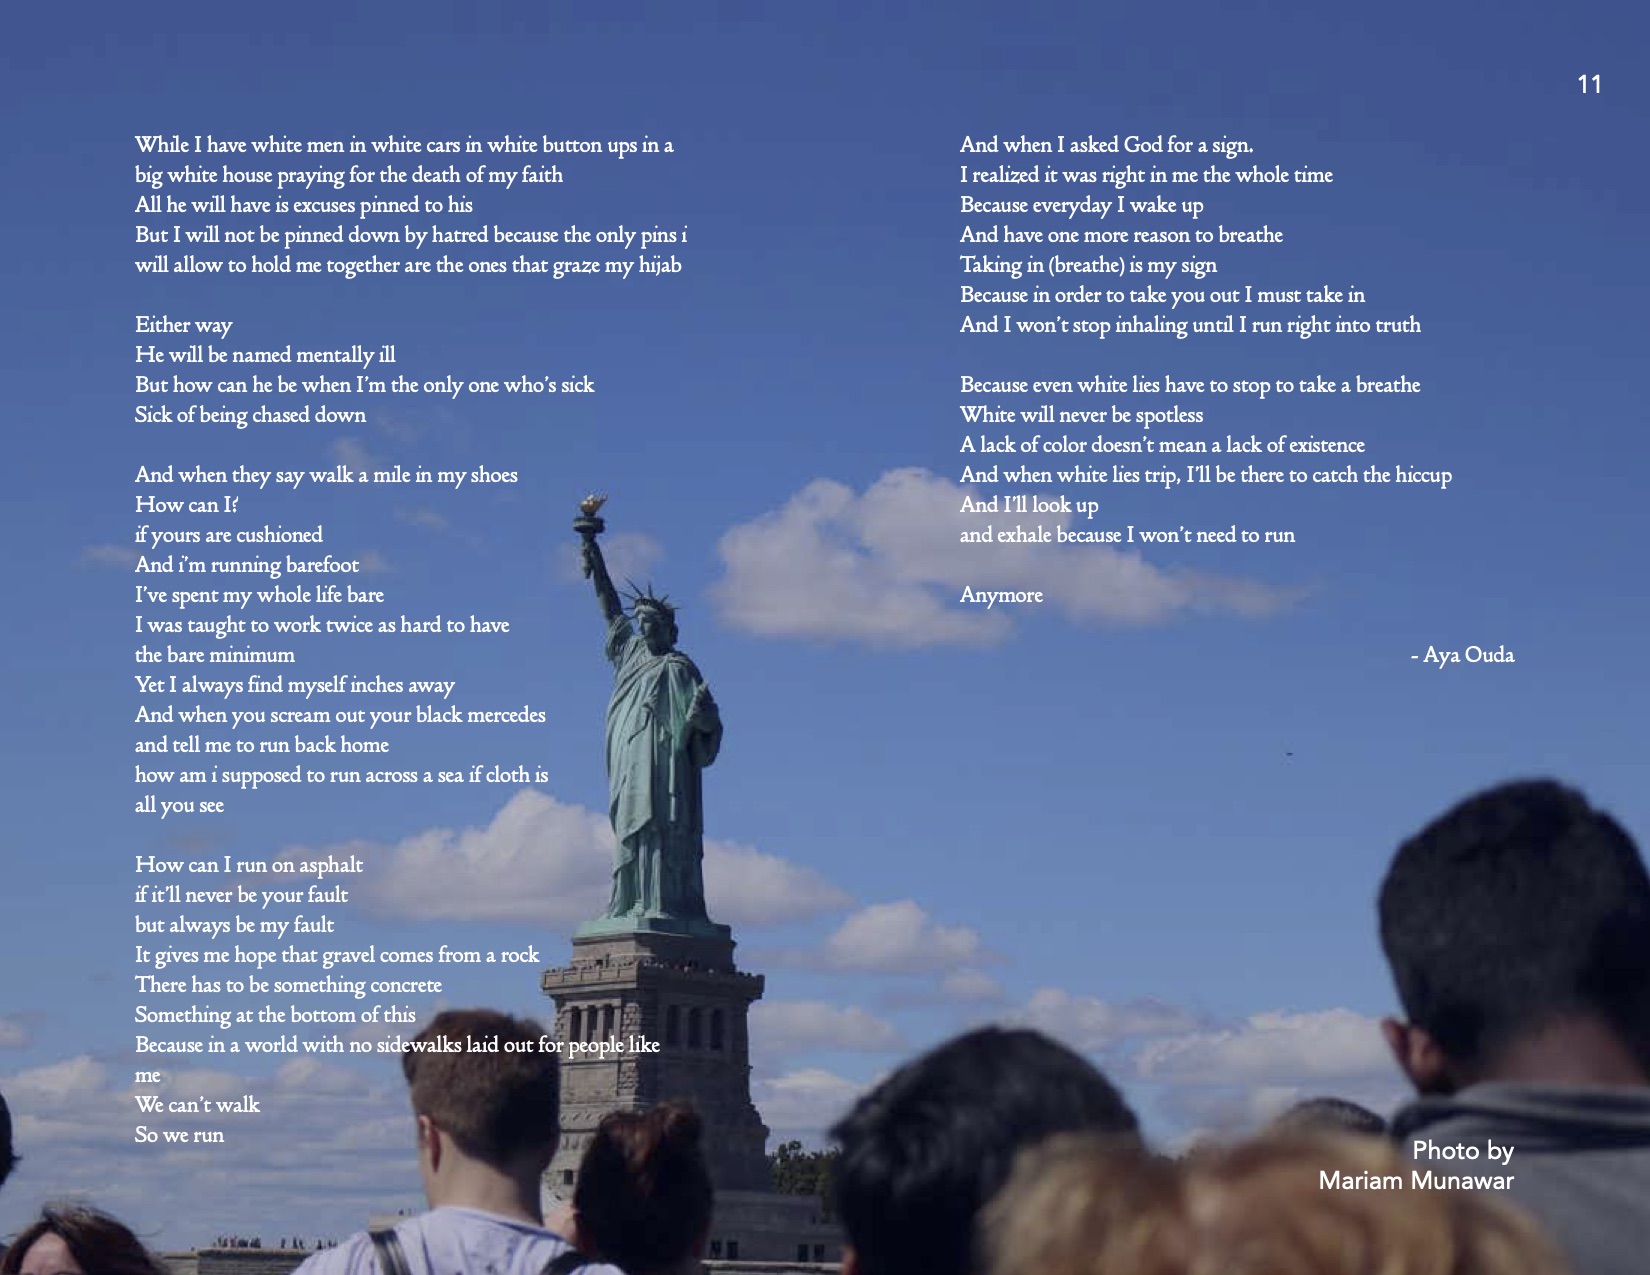 11
While I have white men in white cars in white button ups in a
big white house praying for the death of my faith
All he will have is excuses pinned to his
But I will not be pinned down by hatred because the only pins i
will allow to hold me together are the ones that graze my hijab
Either way
He will be named mentally ill
But how can he be when I'm the only one who's sick
Sick of being chased down
And when they say walk a mile in my shoes
How can I?
if yours are cushioned
And i'm running barefoot
I've spent my whole life bare
I was taught to work twice as hard to have
the bare minimum
Yet I always find myself inches away
And when you scream out your black mercedes
and tell me to run back home
how am i supposed to run across a sea if cloth is
all you see
How can I run on asphalt
if it'll never be your fault
but always be my fault
It gives me hope that gravel comes from a rock
There has to be something concrete
Something at the bottom of this
Because in a world with no sidewalks laid out for people like
me
We can't walk
So we run
And when I asked God for a sign.
I realized it was right in me the whole time
Because everyday I wake up
And have one more reason to breathe
Taking in (breathe) is my sign
Because in order to take you out I must take in
And I won't stop inhaling until I run right into truth
Because even white lies have to stop to take a breathe
White will never be spotless
A lack of color doesn't mean a lack of existence
And when white lies trip, I'll be there to catch the hiccup
And I'll look up
and exhale because I won't need to run
Anymore
- Aya Ouda
Photo by
Mariam Munawar